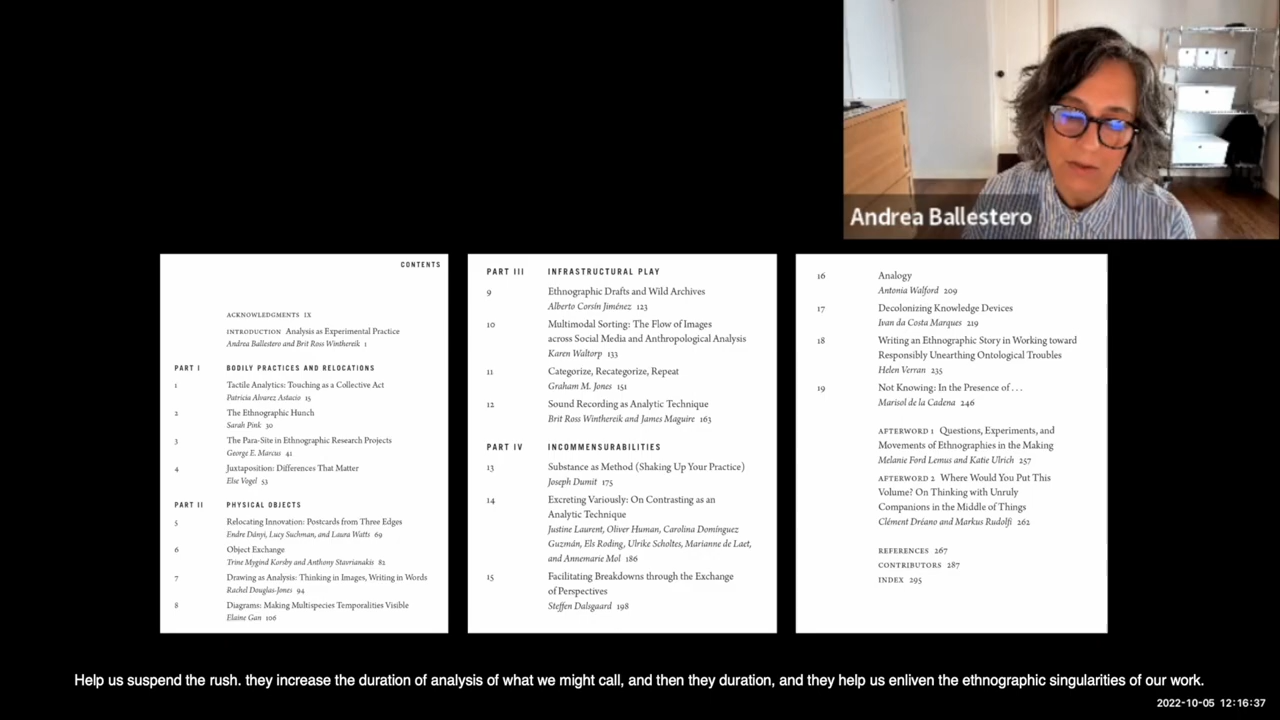 Andrea Ballestero
CONTENTS
ACKNOWLEDGMENTS IX
INTRODUCTION Analysis as Experimental Practice
Andrea Ballestero and Brit Ross Winthereik 1
PART I BODILY PRACTICES AND RELOCATIONS
1 Tactile Analytics: Touching as a Collective Act
Patricia Alvarez Astacio 15
2 The Ethnographic Hunch
Sarah Pink 30
3 The Para-Site in Ethnographic Research Projects
George E. Marcus 41
4 Juxtaposition: Differences That Matter
Else Vogel 53
PART II PHYSICAL OBJECTS
5 Relocating Innovation: Postcards from Three Edges
Endre Dányi, Lucy Suchman, and Laura Watts 69
6 Object Exchange
Trine Mygind Korsby and Anthony Stavrianakis 82
7 Drawing as Analysis: Thinking in Images, Writing in Words
Rachel Douglas-Jones 94
8 Diagrams: Making Multispecies Temporalities Visible
Elaine Gan 106
PART III INFRASTRUCTURAL PLAY
9 Ethnographic Drafts and Wild Archives
Alberto Corsín Jiménez 123
10 Multimodal Sorting: The Flow of Images
across Social Media and Anthropological Analysis
Karen Waltorp 133
11 Categorize, Recategorize, Repeat
Graham M. Jones 151
12 Sound Recording as Analytic Technique
Brit Ross Winthereik and James Maguire 163
PART IV INCOMMENSURABILITIES
13 Substance as Method (Shaking Up Your Practice)
Joseph Dumit 175
14 Excreting Variously: On Contrasting as an
Analytic Technique
Justine Laurent, Oliver Human, Carolina Domínguez
Guzmán, Els Roding, Ulrike Scholtes, Marianne de Laet,
and Annemarie Mol 186
15 Facilitating Breakdowns through the Exchange
of Perspectives
Steffen Dalsgaard 198
16 Analogy
Antonia Walford 209
17 Decolonizing Knowledge Devices
Ivan da Costa Marques 219
18 Writing an Ethnographic Story in Working toward
Responsibly Unearthing Ontological Troubles
Helen Verran 235
19 Not Knowing: In the Presence of . . .
Marisol de la Cadena 246
AFTERWORD 1 Questions, Experiments, and
Movements of Ethnographies in the Making
Melanie Ford Lemus and Katie Ulrich 257
AFTERWORD 2 Where Would You Put This
Volume? On Thinking with Unruly
Companions in the Middle of Things
Clément Dréano and Markus Rudolfi 262
REFERENCES 267
CONTRIBUTORS 287
INDEX 295
Help us suspend the rush. they increase the duration of analysis of what we might call, and then they duration, and they help us enliven the ethnographic singularities of our work.
2022-10-05 12:16:37